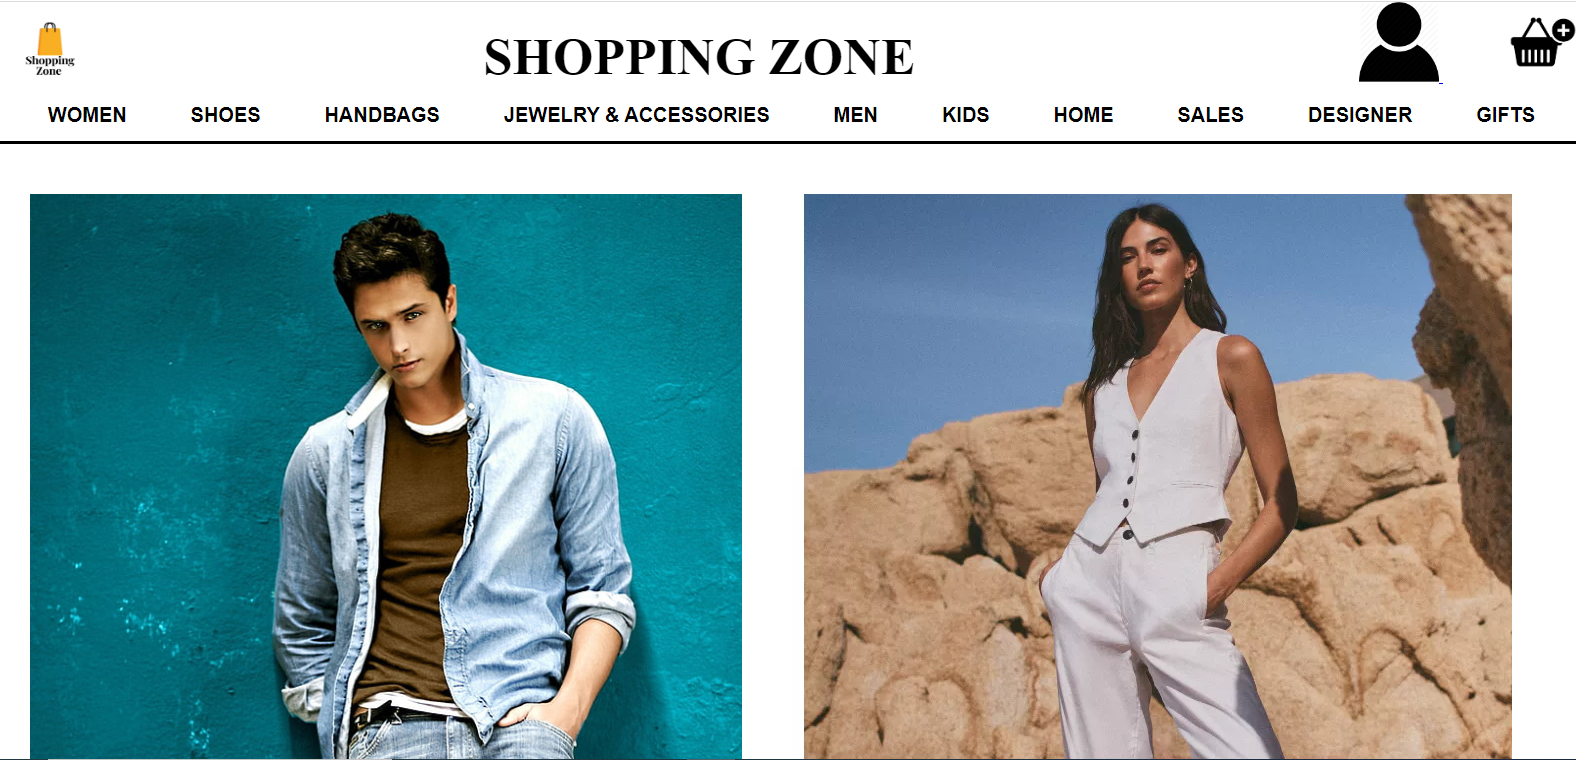 Shopping
Zone
SHOPPING ZONE
WOMEN SHOES HANDBAGS JEWELRY & ACCESSORIES MEN KIDS HOME SALES DESIGNER GIFTS